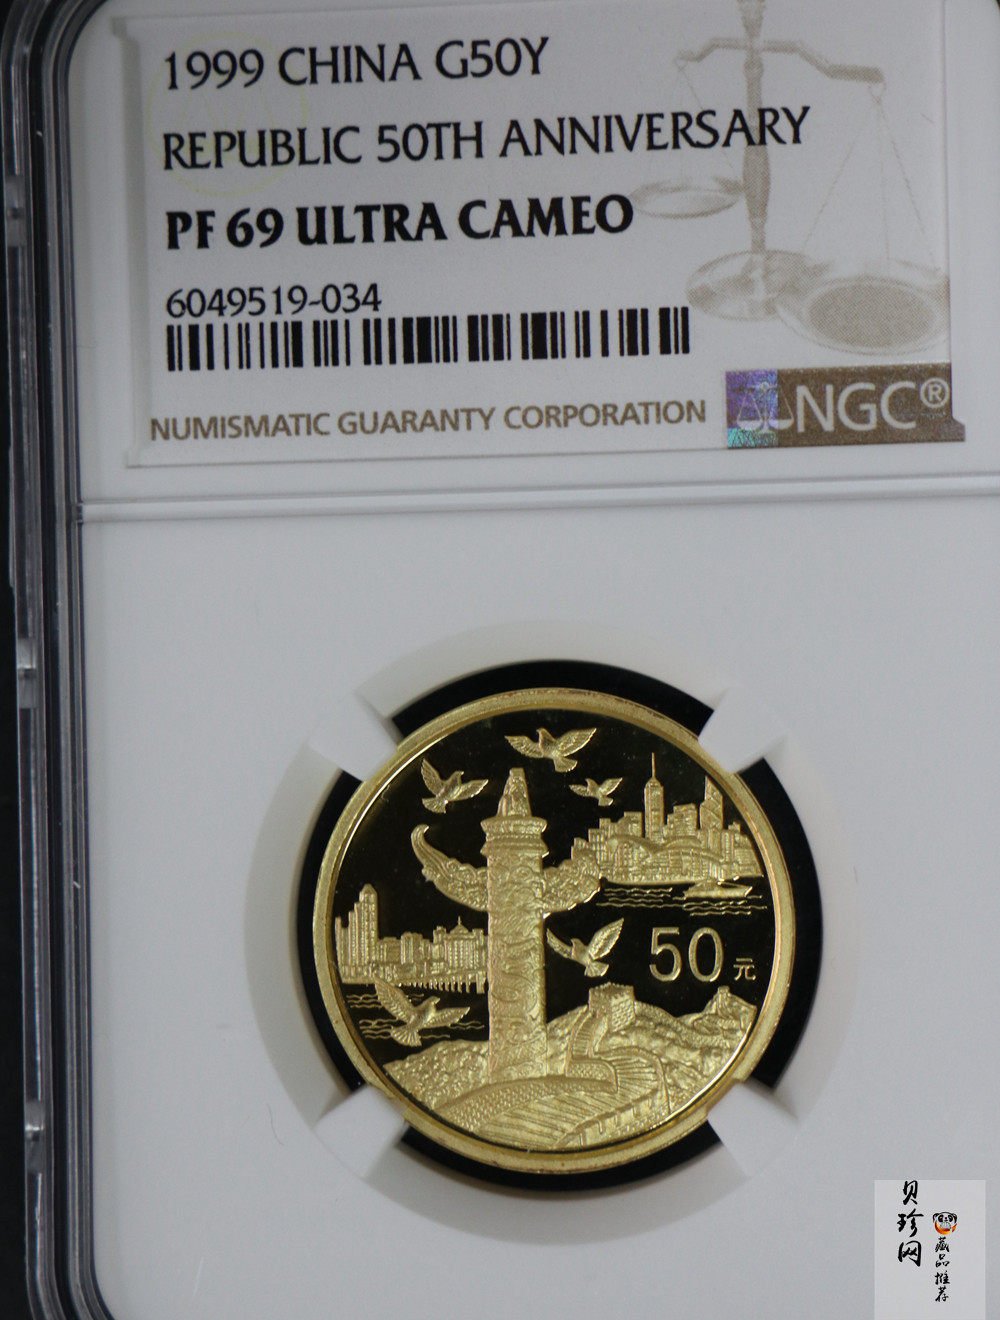 1999 CHINA G50Y
REPUBLIC 50TH ANNIVERSARY
PF 69 ULTRA CAMEO
6049519-034
NUMISMATIC GUARANTY CORPORATION
NGC®
50元
贝珍网
藏品推荐